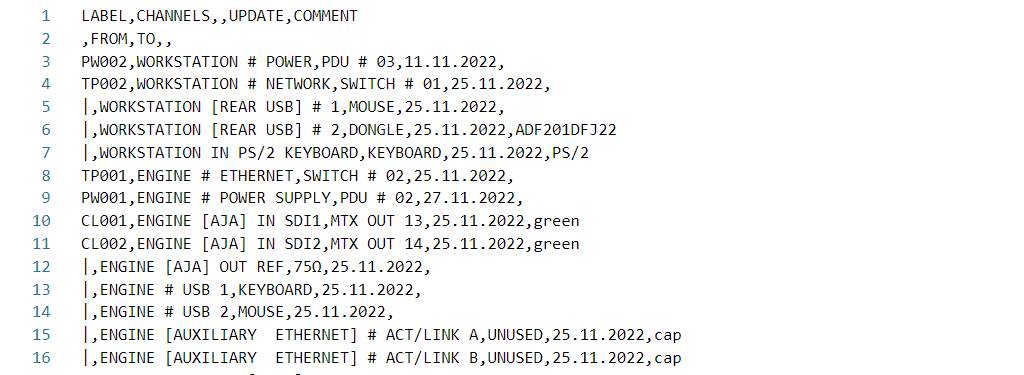 1 LABEL,CHANNELS,,UPDATE,COMMENT
2 ,FROM,TO,,
3 PW002,WORKSTATION # POWER,PDU # 03,11.11.2022,
4 TP002,WORKSTATION # NETWORK,SWITCH # 01,25.11.2022,
5 |,WORKSTATION [REAR USB] # 1,MOUSE,25.11.2022,
6 |,WORKSTATION [REAR USB] # 2,DONGLE,25.11.2022,ADF201DFJ22
7 |,WORKSTATION IN PS/2 KEYBOARD,KEYBOARD,25.11.2022,PS/2
8 TP001,ENGINE # ETHERNET,SWITCH # 02,25.11.2022,
9 PW001,ENGINE # POWER SUPPLY,PDU # 02,27.11.2022,
10 CL001,ENGINE [AJA] IN SDI1,MTX OUT 13,25.11.2022,green
11 CL002,ENGINE [AJA] IN SDI2,MTX OUT 14,25.11.2022,green
12 |,ENGINE [AJA] OUT REF,75Ω,25.11.2022,
13 |,ENGINE # USB 1,KEYBOARD,25.11.2022,
14 |,ENGINE # USB 2,MOUSE,25.11.2022,
15 |,ENGINE [AUXILIARY  ETHERNET] # ACT/LINK A,UNUSED,25.11.2022,cap
16 |,ENGINE [AUXILIARY  ETHERNET] # ACT/LINK B,UNUSED,25.11.2022,cap